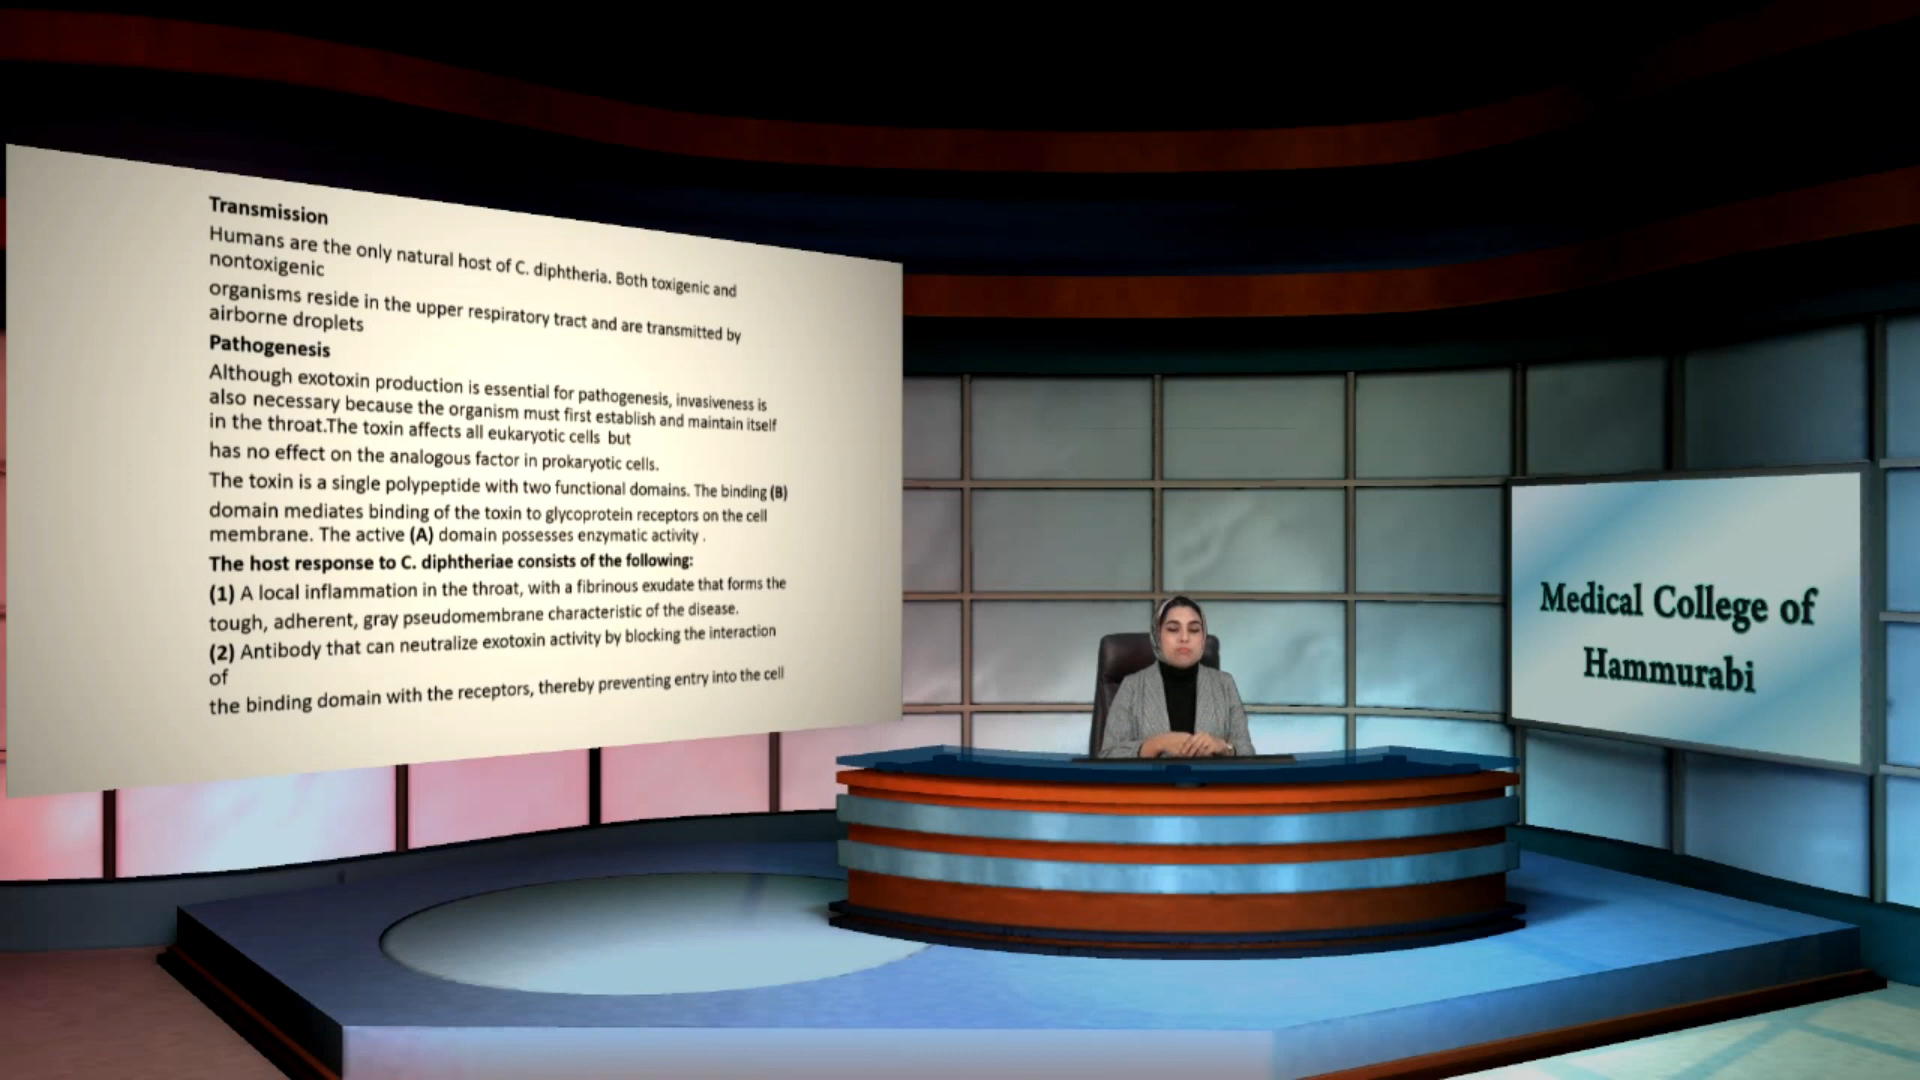 Transmission
Humans are the only natural host of C. diphtheria. Both toxigenic and
nontoxigenic
organisms reside in the upper respiratory tract and are transmitted by
airborne droplets
Pathogenesis
Although exotoxin production is essential for pathogenesis, invasiveness is
also necessary because the organism must first establish and maintain itself
in the throat.The toxin affects all eukaryotic cells but
has no effect on the analogous factor in prokaryotic cells.
The toxin is a single polypeptide with two functional domains. The binding (B)
domain mediates binding of the toxin to glycoprotein receptors on the cell
membrane. The active (A) domain possesses enzymatic activity .
The host response to C. diphtheriae consists of the following:
(1) A local inflammation in the throat, with a fibrinous exudate that forms the
tough, adherent, gray pseudomembrane characteristic of the disease.
(2) Antibody that can neutralize exotoxin activity by blocking the interaction
of
the binding domain with the receptors, thereby preventing entry into the cell
Medical College of
Hammurabi